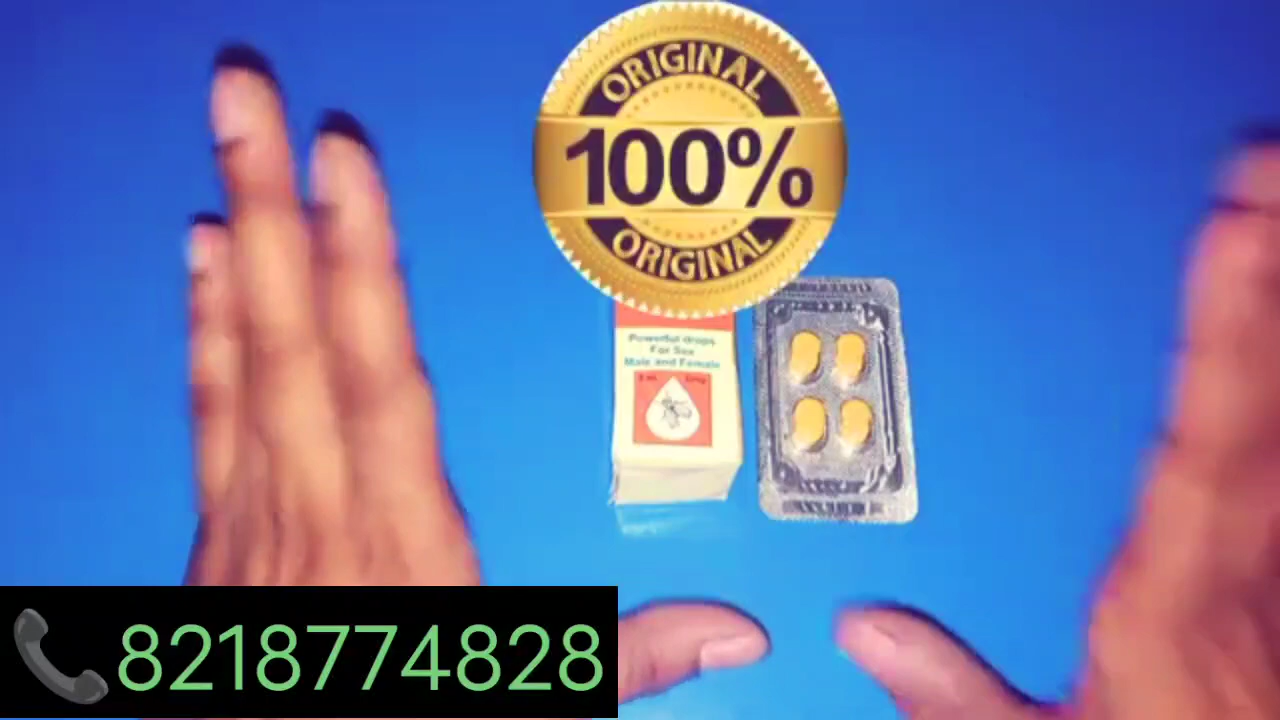 ORIGINAL
100%
ORIGINAL
Powerful drops
For Sex
Male and Female
8218774828